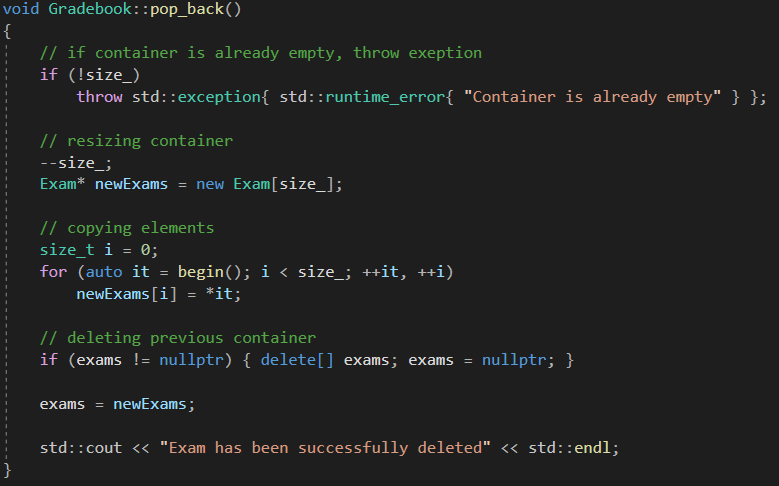 void Gradebook::pop_back()
{
// if container is already empty, throw exeption
if (!size_)
throw std::exception{ std::runtime_error{ "Container is already empty" } };
// resizing container
--size_;
Exam* newExams = new Exam[size_];
// copying elements
size_t i = 0;
for (auto it = begin(); i < size_; ++it, ++i)
newExams[i] = *it;
// deleting previous container
if (exams != nullptr) { delete[] exams; exams = nullptr; }
exams = newExams;
std::cout << "Exam has been successfully deleted" << std::endl;
}